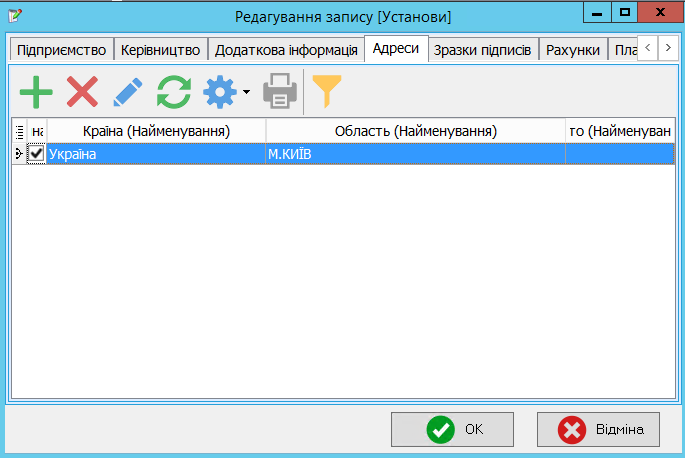 Редагування запису [Установи]
Підприємство Керівництво Додаткова інформація Адреси Зразки підписів Рахунки Пла
на Країна (Найменування) Область (Найменування) то (Найменуван
Україна М.КИЇВ
OK Відміна